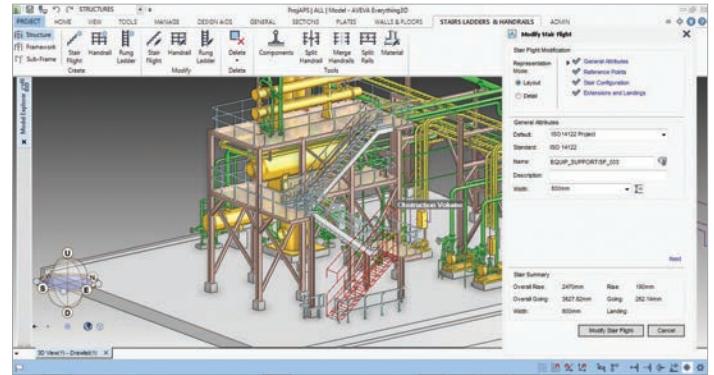 STRUCTURES
ProjAPS | ALL | Model - AVEVA Everything3D
PROJECT HOME VIEW TOOLS MANAGE DESIGN AIDS GENERAL SECTIONS PLATES WALLS & FLOORS STAIRS LADDERS & HANDRAILS ADMIN
Structure
Framework
Sub-Frame
Stair Flight
Handrail
Rung Ladder
Stair Flight
Handrail
Rung Ladder
Delete
Components
Split Handrail
Merge Handrails
Split Rails
Material
Create Modify Delete Tools
Model Explorer
Obstruction Volume
U
N
S
E
D
3D View(1) - Drawlist(1) X
Modify Stair Flight
Stair Flight Modification
Representation Mode:
Layout
Detail
General Attributes
Reference Points
Stair Configuration
Extensions and Landings
General Attributes
Default: ISO 14122 Project
Standard: ISO 14122
Name: EQUIP_SUPPORT/SF_003
Description:
Width: 800mm
Next
Stair Summary
Overall Rise: 2470mm Rise: 190mm
Overall Going: 3627.82mm Going: 262.14mm
Width: 800mm Landing:
Modify Stair Flight Cancel